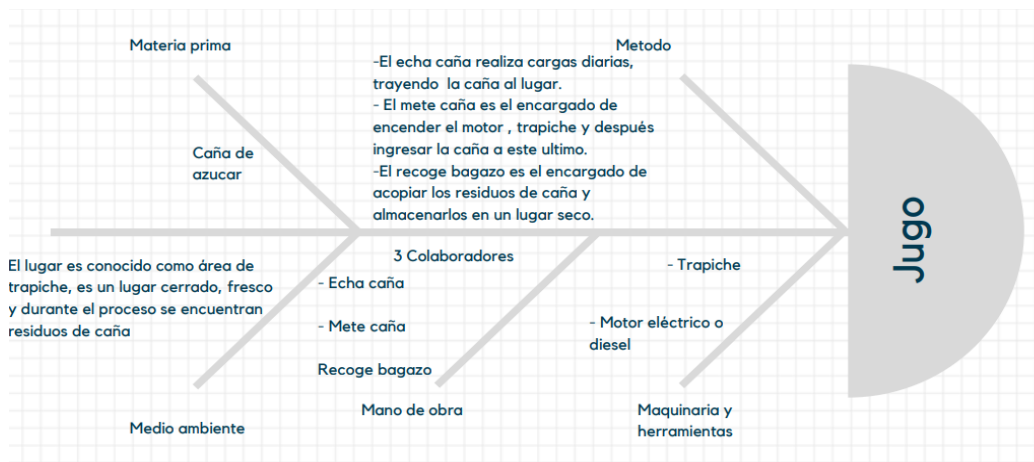 Materia prima
Metodo
-El echa caña realiza cargas diarias,
trayendo la caña al lugar.
- El mete caña es el encargado de
encender el motor , trapiche y después
ingresar la caña a este ultimo.
-El recoge bagazo es el encargado de
acopiar los residuos de caña y
almacenarlos en un lugar seco.
Caña de
azucar
Jugo
El lugar es conocido como área de
trapiche, es un lugar cerrado, fresco
y durante el proceso se encuentran
residuos de caña
3 Colaboradores
- Echa caña
- Mete caña
Recoge bagazo
- Trapiche
- Motor eléctrico o
diesel
Medio ambiente
Mano de obra
Maquinaria y
herramientas